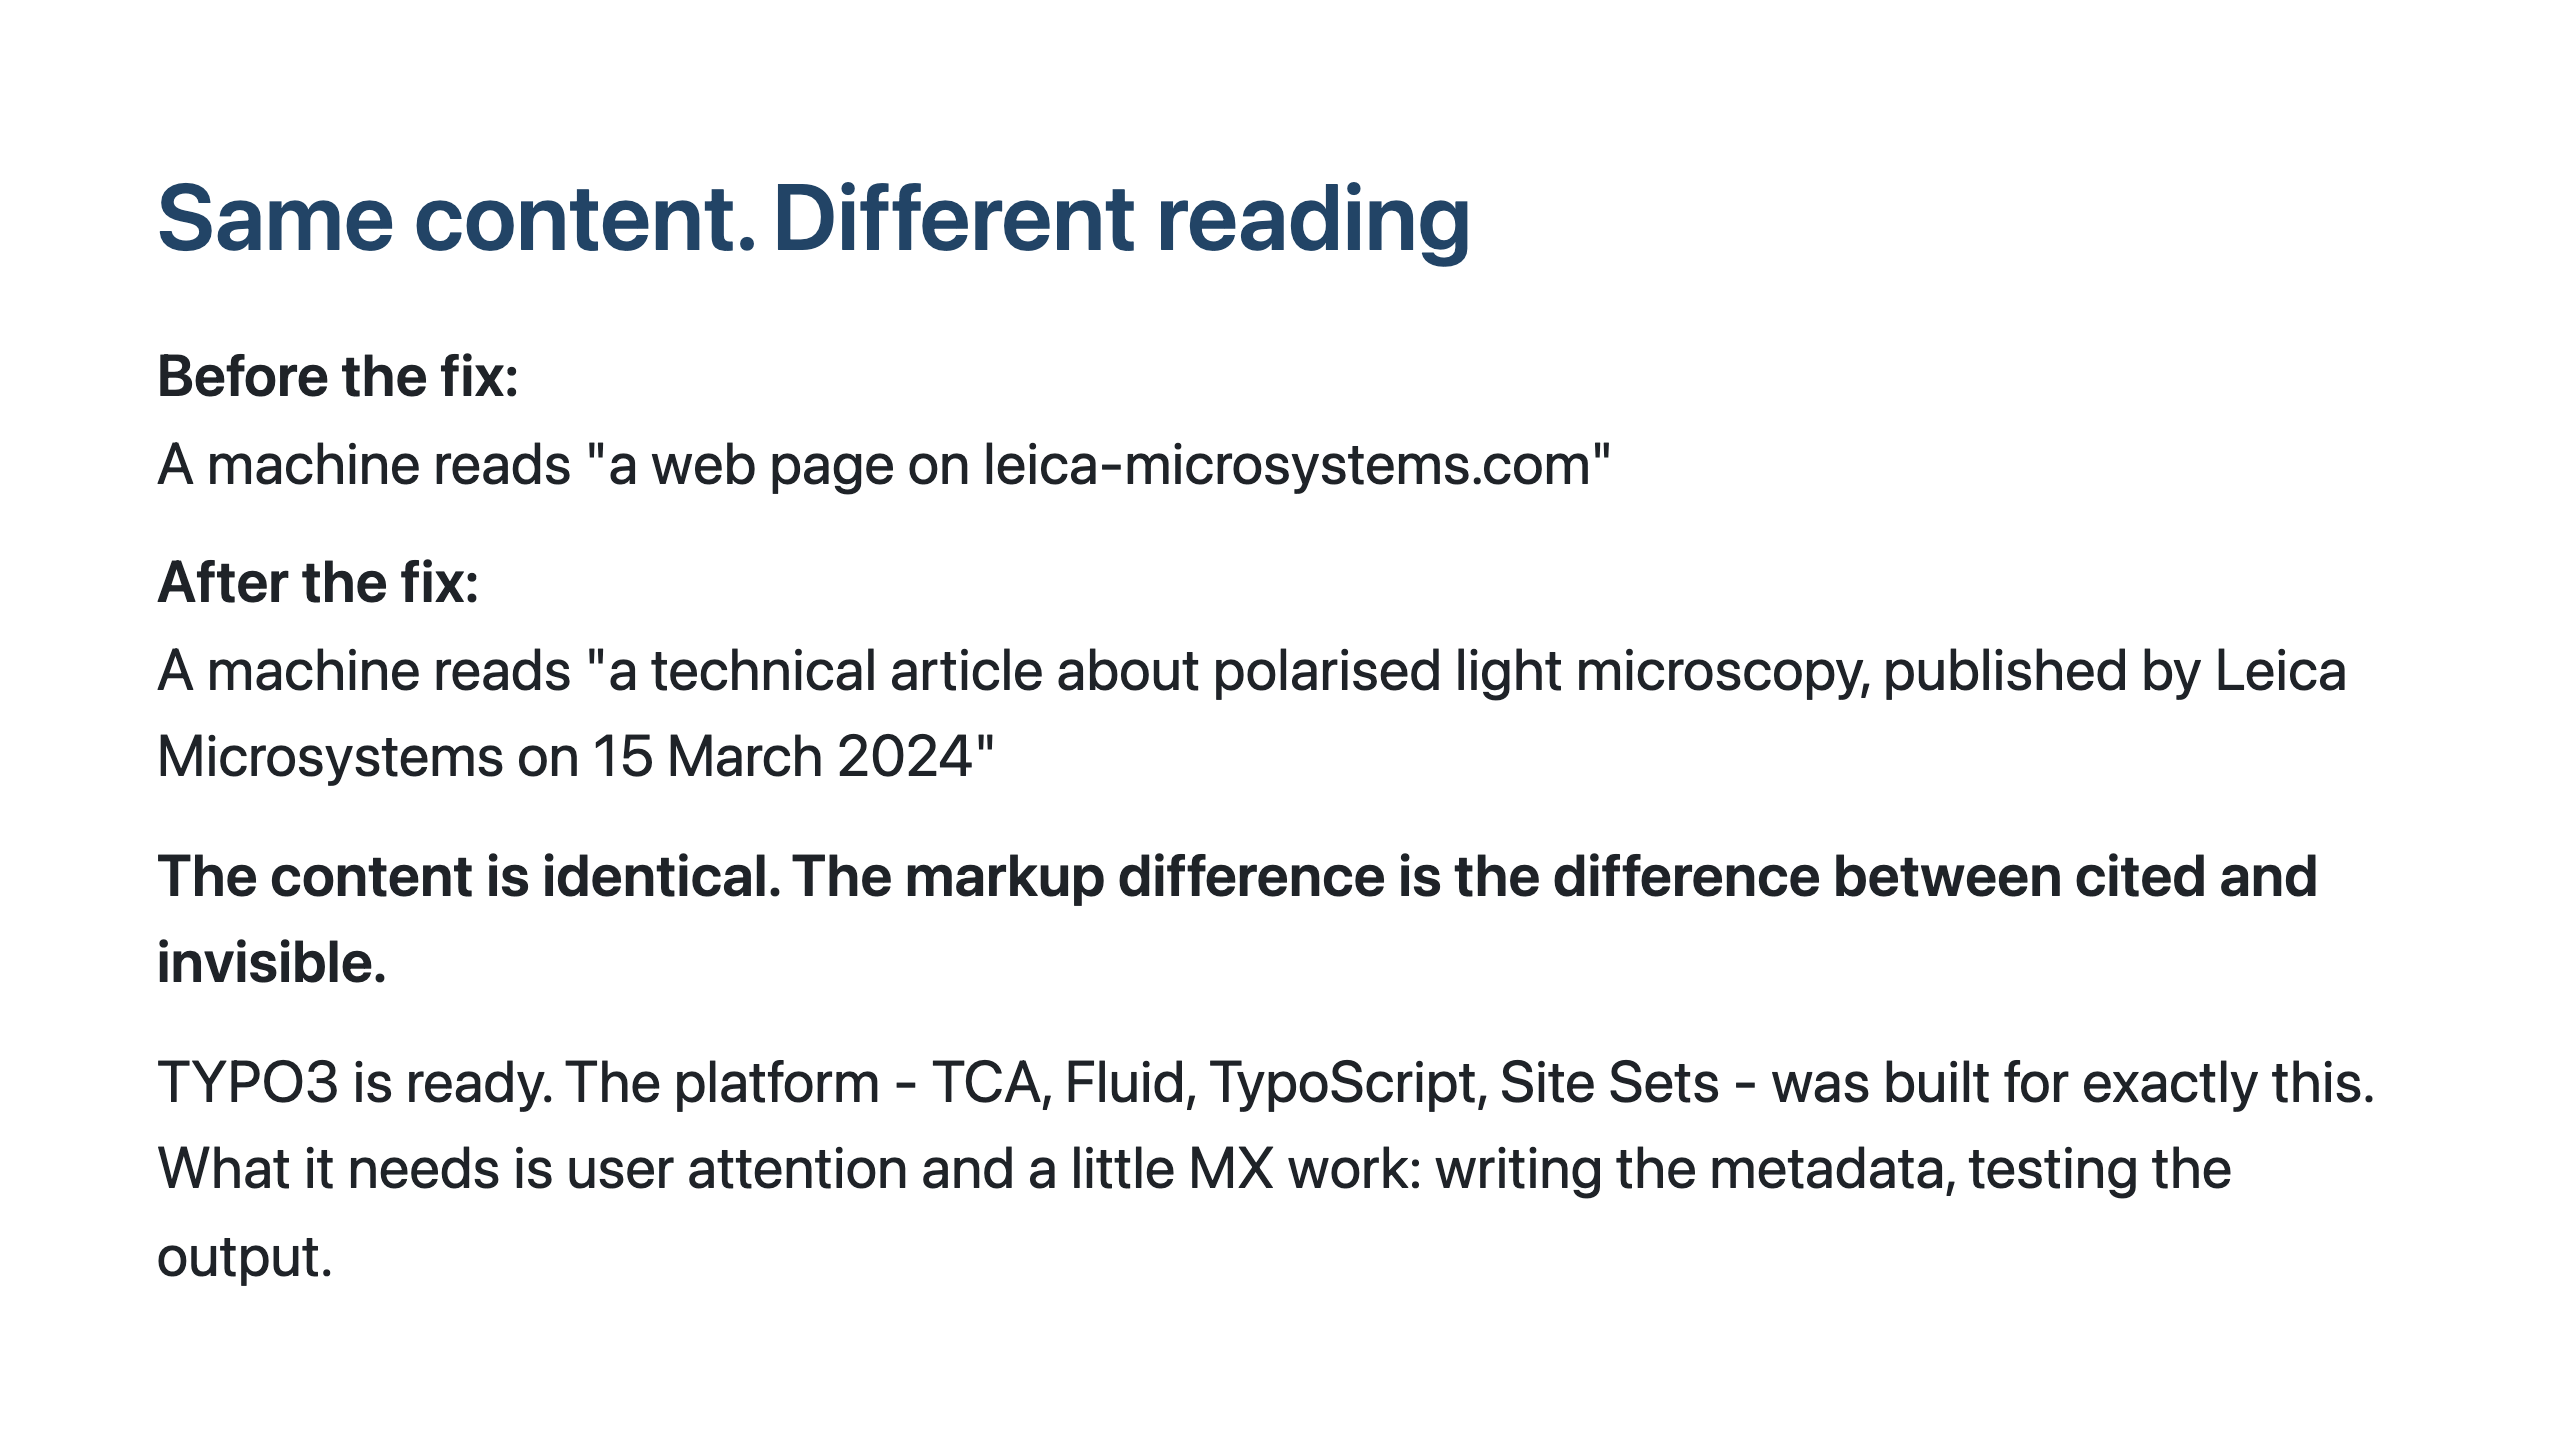 Same content. Different reading
Before the fix:
A machine reads "a web page on leica-microsystems.com"
After the fix:
A machine reads "a technical article about polarised light microscopy, published by Leica
Microsystems on 15 March 2024"
The content is identical. The markup difference is the difference between cited and
invisible.
TYPO3 is ready. The platform - TCA, Fluid, TypoScript, Site Sets - was built for exactly this.
What it needs is user attention and a little MX work: writing the metadata, testing the
output.